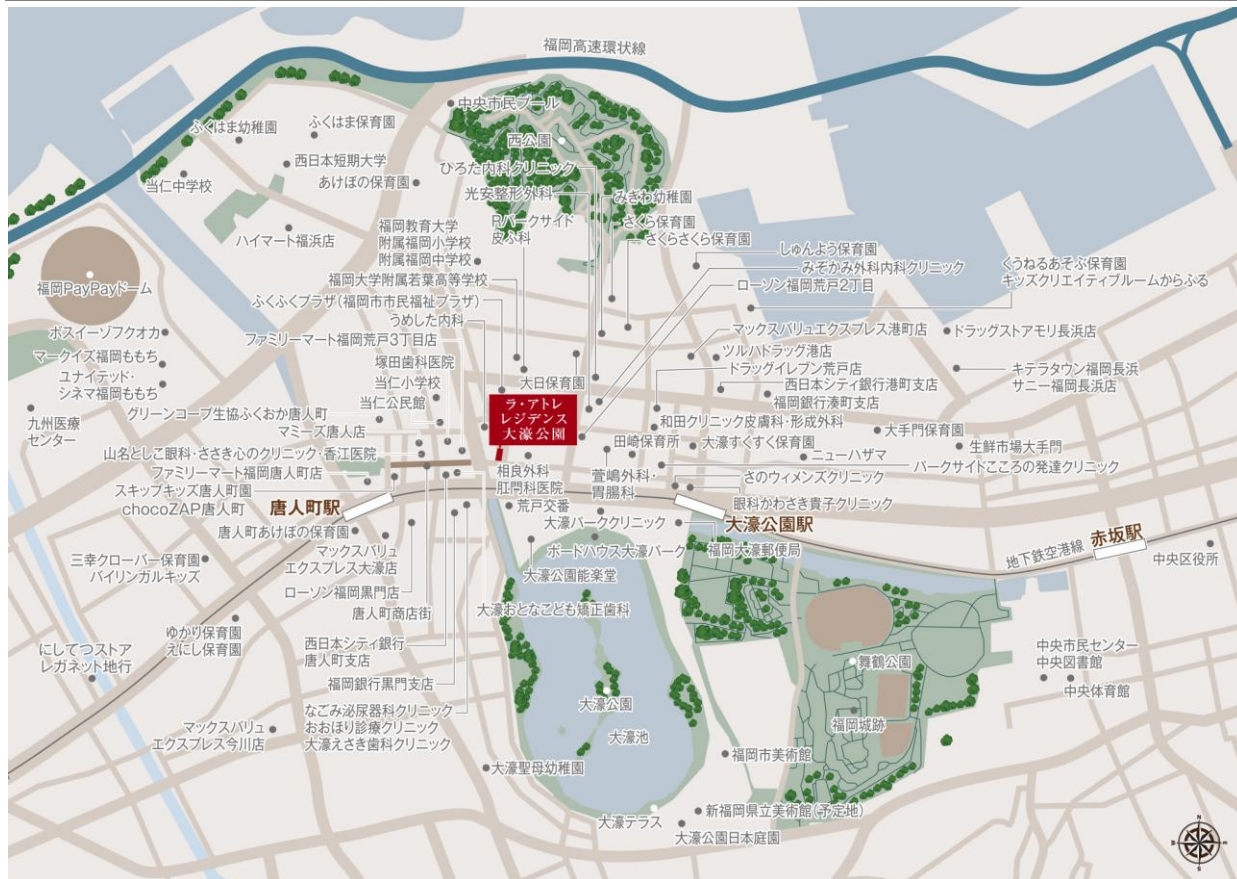 福岡高速環状線
中央市民プール
西公園
ふくはま幼稚園
ふくはま保育園
西日本短期大学
あけぼの保育園
当仁中学校
ハイマート福浜店
ひろた内科クリニック
光安整形外科
Rパークサイド
皮ふ科
みぎわ幼稚園
さくら保育園
さくらさくら保育園
しゅんよう保育園
みぞかみ外科内科クリニック
ローソン福岡荒戸2丁目
くうねるあそぶ保育園
キッズクリエイティブルームからふる
福岡教育大学
附属福岡小学校
附属福岡中学校
福岡大学附属若葉高等学校
ふくふくプラザ(福岡市市民福祉プラザ)
うめした内科
ファミリーマート福岡荒戸3丁目店
福岡PayPayドーム
ボスイーゾフクオカ
マークイズ福岡ももち
ユナイテッド・
シネマ福岡ももち
九州医療
センター
塚田歯科医院
当仁小学校
当仁公民館
グリーンコープ生協ふくおか唐人町
マミーズ唐人店
山名としこ眼科・ささき心のクリニック・香江医院
ファミリーマート福岡唐人町店
スキップキッズ唐人町園
chocoZAP唐人町
大日保育園
ラ・アトレ
レジデンス
大濠公園
マックスバリュエクスプレス港町店
ドラッグストアモリ長浜店
ツルハドラッグ港店
ドラッグイレブン荒戸店
西日本シティ銀行港町支店
福岡銀行湊町支店
キテラタウン福岡長浜
サニー福岡長浜店
和田クリニック皮膚科・形成外科
田崎保育所
大濠すくすく保育園
大手門保育園
ニューハザマ
生鮮市場大手門
パークサイドこころの発達クリニック
相良外科
肛門科医院
萱嶋外科・
胃腸科
さのウィメンズクリニック
眼科かわさき貴子クリニック
唐人町駅
荒戸交番
大濠パーククリニック
大濠公園駅
ボードハウス大濠パーク
福岡大濠郵便局
地下鉄空港線
赤坂駅
中央区役所
唐人町あけぼの保育園
マックスバリュ
エクスプレス大濠店
三幸クローバー保育園
バイリンガルキッズ
ローソン福岡黒門店
唐人町商店街
大濠公園能楽堂
大濠おとなこども矯正歯科
ゆかり保育園
えにし保育園
西日本シティ銀行
唐人町支店
福岡銀行黒門支店
にしてつストア
レガネット地行
なごみ泌尿器科クリニック
おおほり診療クリニック
大濠えさき歯科クリニック
マックスバリュ
エクスプレス今川店
大濠公園
大濠池
舞鶴公園
福岡城跡
中央市民センター
中央図書館
中央体育館
福岡市美術館
大濠聖母幼稚園
大濠テラス
新福岡県立美術館(予定地)
大濠公園日本庭園
N